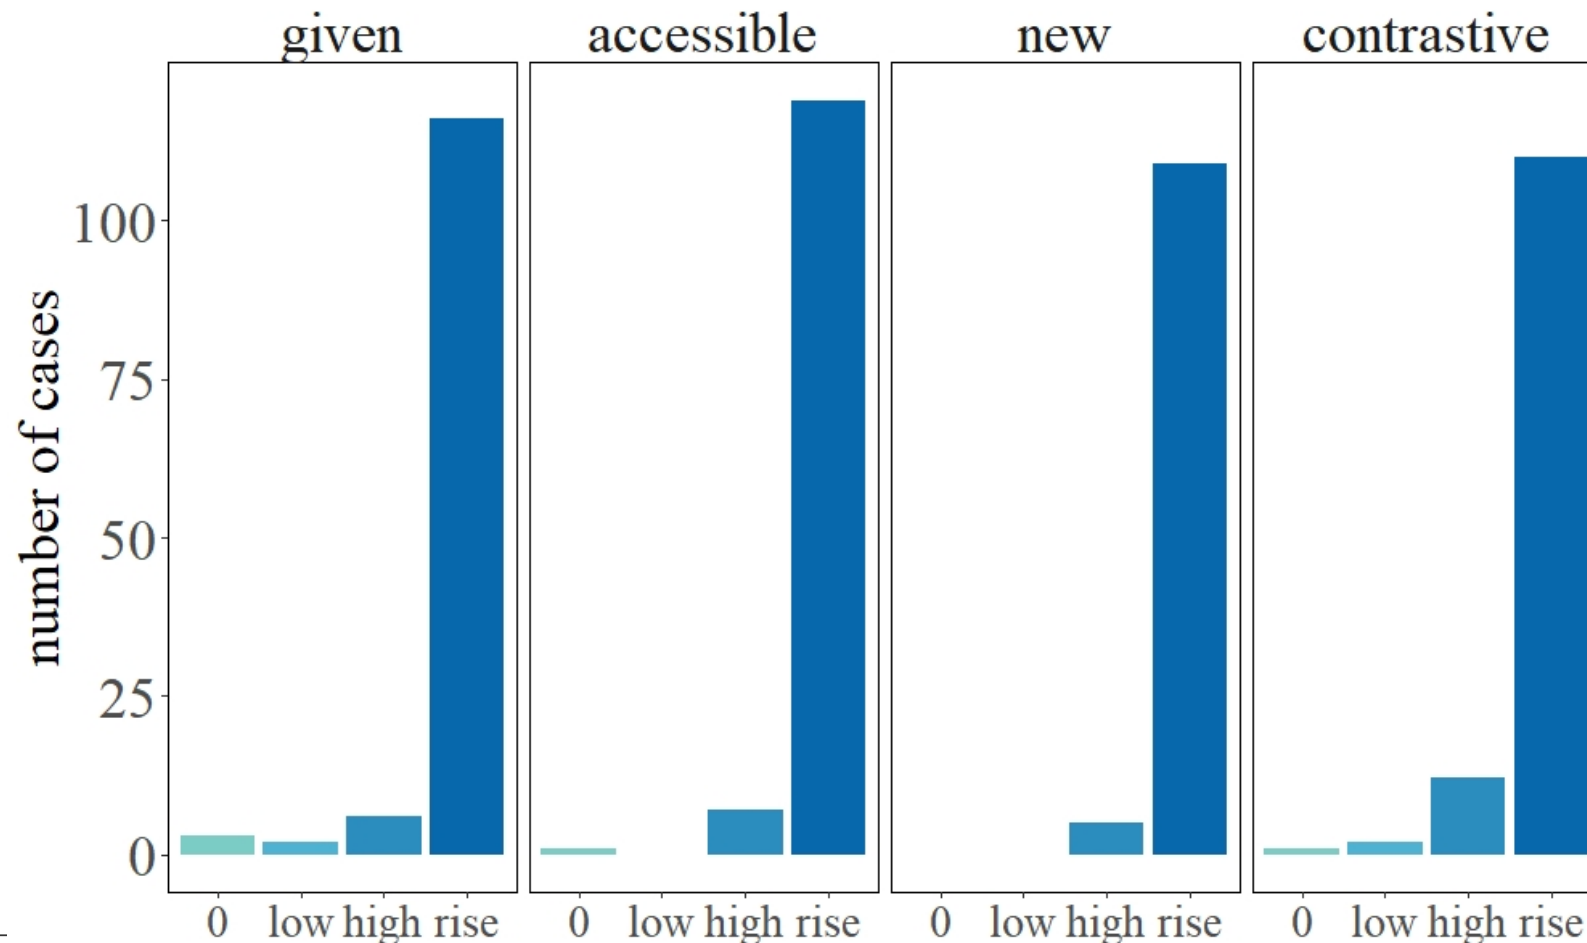 given accessible new contrastive
number of cases
100
75
50
25
0
0 low high rise 0 low high rise 0 low high rise 0 low high rise